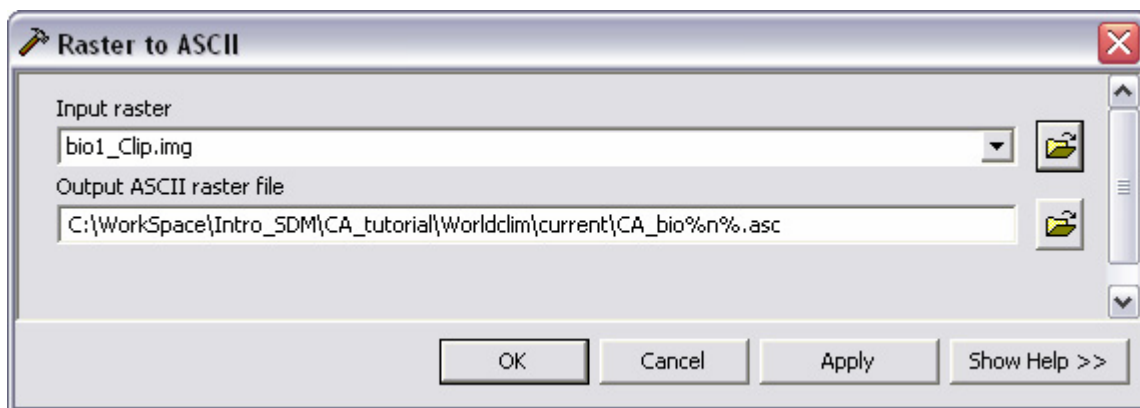 Raster to ASCII
Input raster
bio1_Clip.img
Output ASCII raster file
C:\WorkSpace\Intro_SDM\CA_tutorial\Worldclim\current\CA_bio%n%.asc
OK Cancel Apply Show Help >>